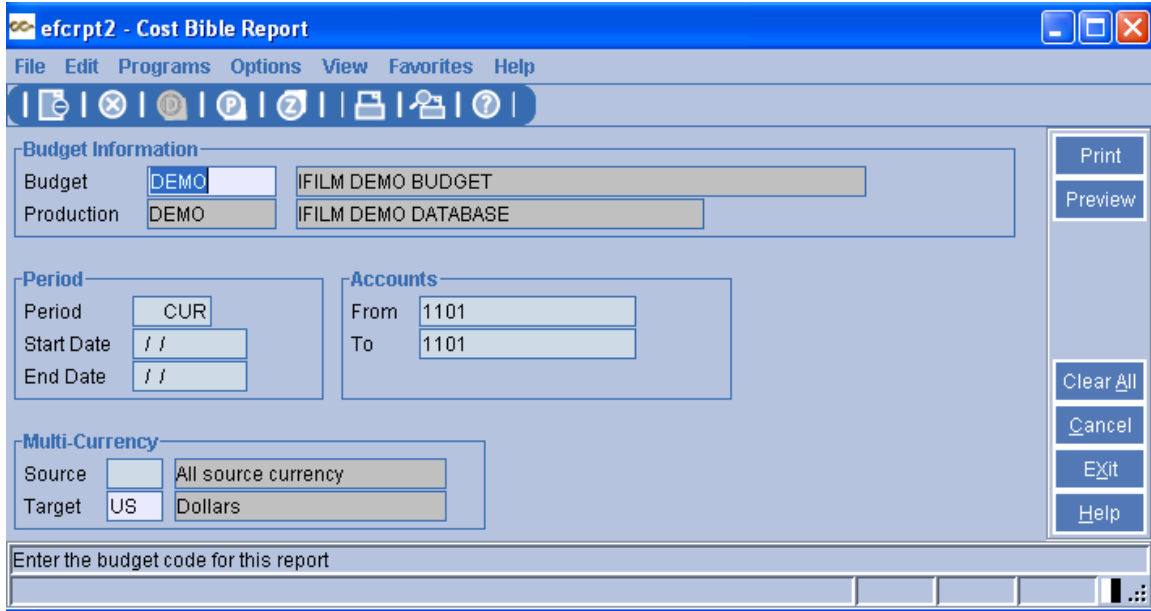 efcrpt2 - Cost Bible Report
File Edit Programs Options View Favorites Help
D P Z ?
Budget Information
Budget DEMO IFILM DEMO BUDGET
Production DEMO IFILM DEMO DATABASE
Print
Preview
Period
Period CUR
Start Date / /
End Date / /
Accounts
From 1101
To 1101
Multi-Currency
Source All source currency
Target US Dollars
Clear All
Cancel
EXit
Help
Enter the budget code for this report